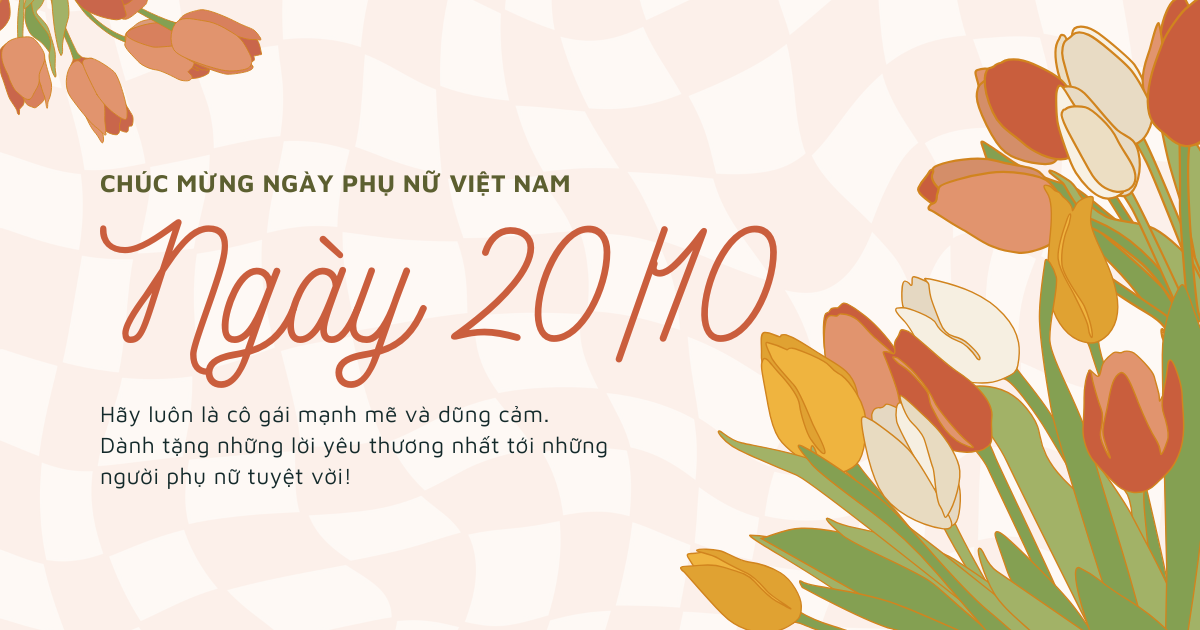 CHÚC MỪNG NGÀY PHỤ NỮ VIỆT NAM
Ngày 20/10
Hãy luôn là cô gái mạnh mẽ và dũng cảm.
Dành tặng những lời yêu thương nhất tới những
người phụ nữ tuyệt vời!